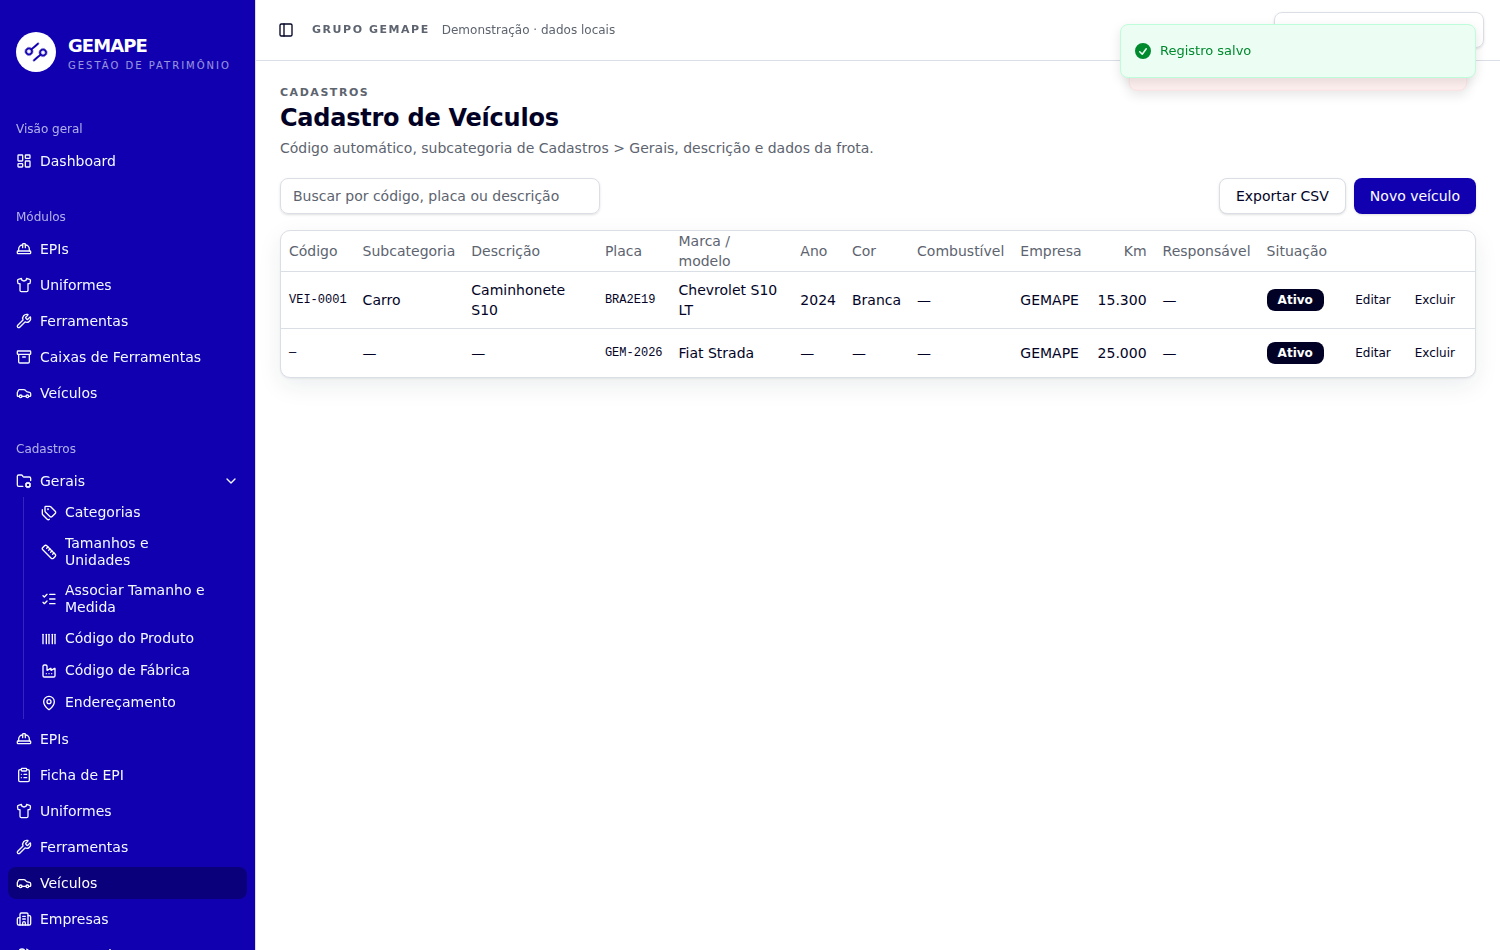 GEMAPE
GESTÃO DE PATRIMÔNIO
Visão geral
Dashboard
Módulos
EPIs
Uniformes
Ferramentas
Caixas de Ferramentas
Veículos
Cadastros
Gerais
Categorias
Tamanhos e
Unidades
Associar Tamanho e
Medida
Código do Produto
Código de Fábrica
Endereçamento
EPIs
Ficha de EPI
Uniformes
Ferramentas
Veículos
Empresas
GRUPO GEMAPE Demonstração · dados locais
Registro salvo
CADASTROS
Cadastro de Veículos
Código automático, subcategoria de Cadastros > Gerais, descrição e dados da frota.
Buscar por código, placa ou descrição Exportar CSV Novo veículo
Código Subcategoria Descrição Placa Marca / modelo Ano Cor Combustível Empresa Km Responsável Situação
VEI-0001 Carro Caminhonete S10 BRA2E19 Chevrolet S10 LT 2024 Branca — GEMAPE 15.300 — Ativo Editar Excluir
— — — GEM-2026 Fiat Strada — — — GEMAPE 25.000 — Ativo Editar Excluir